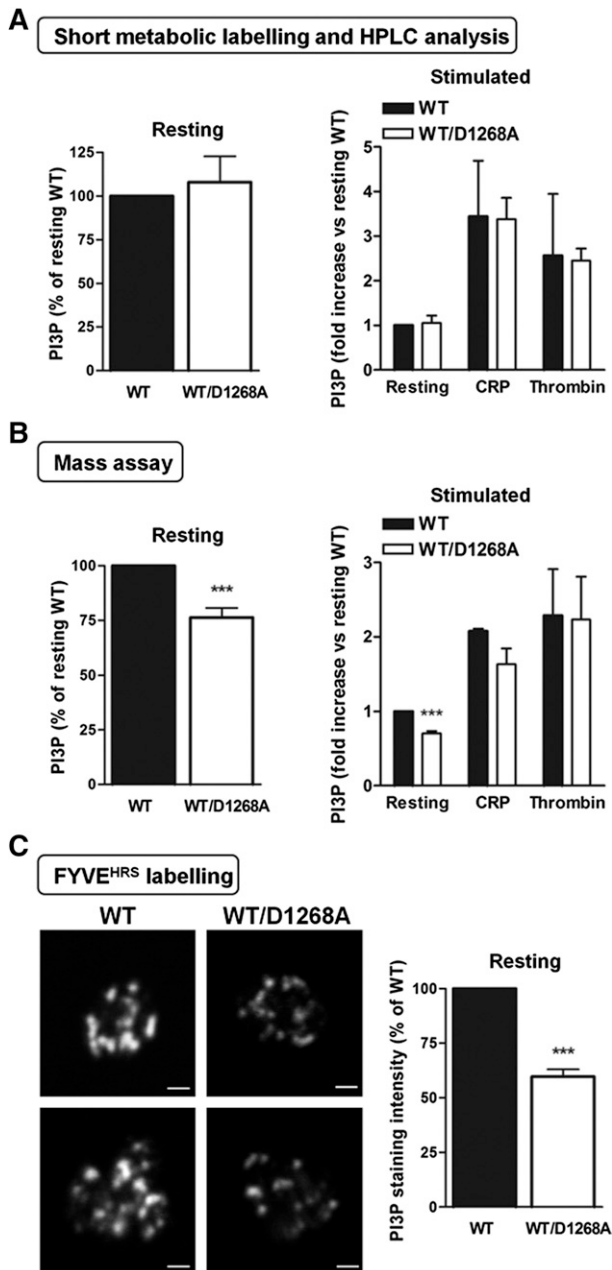 A
Short metabolic labelling and HPLC analysis
Resting
PI3P (% of resting WT)
125
100
75
50
25
0
WT
WT/D1268A
Stimulated
WT
WT/D1268A
PI3P (fold increase vs resting WT)
5
4
3
2
1
0
Resting
CRP
Thrombin
B
Mass assay
Resting
PI3P (% of resting WT)
100
75
50
25
0
***
WT
WT/D1268A
Stimulated
WT
WT/D1268A
PI3P (fold increase vs resting WT)
3
2
1
0
***
Resting
CRP
Thrombin
C
FYVEᴴᴿˢ labelling
WT
WT/D1268A
Resting
PI3P staining intensity (% of WT)
100
75
50
25
0
***
WT
WT/D1268A